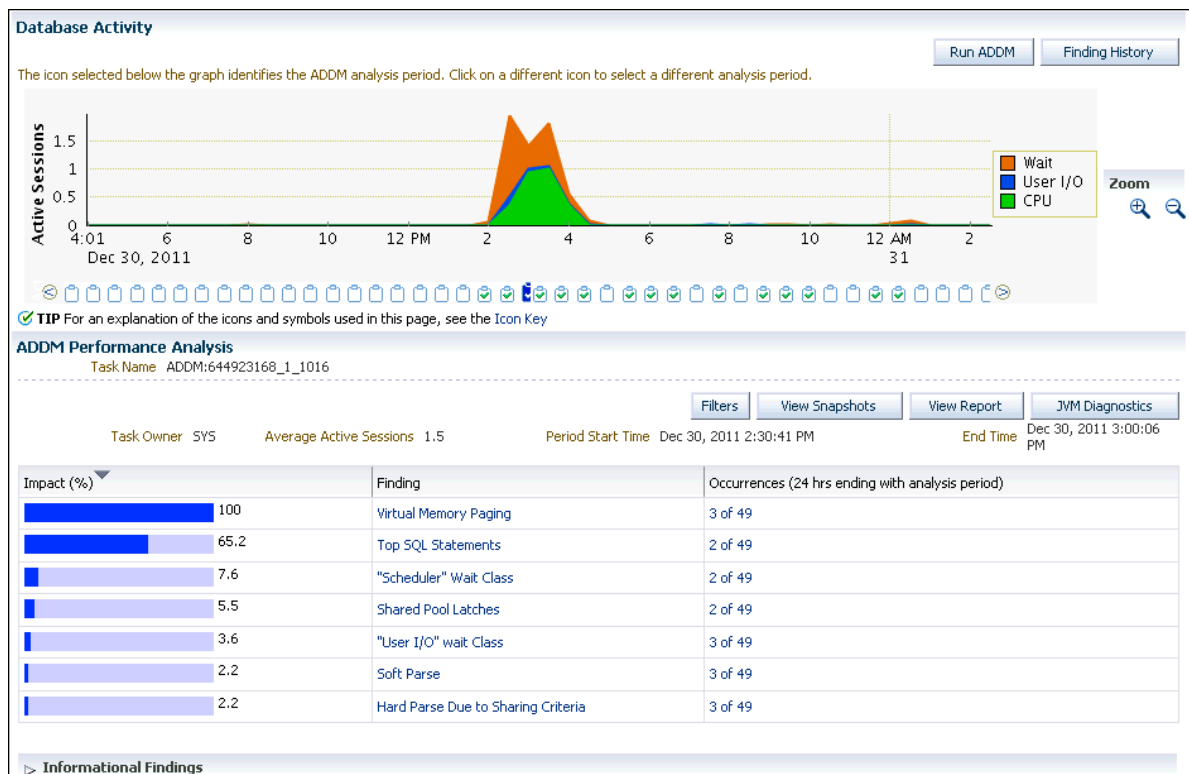 Database Activity
Run ADDM Finding History
The icon selected below the graph identifies the ADDM analysis period. Click on a different icon to select a different analysis period.
Active Sessions
1.5
1
0.5
0
Wait
User I/O
CPU
Zoom
4:01 6 8 10 12 PM 2 4 6 8 10 12 AM 2
Dec 30, 2011 31
TIP For an explanation of the icons and symbols used in this page, see the Icon Key
ADDM Performance Analysis
Task Name ADDM:644923168_1_1016
Filters View Snapshots View Report JVM Diagnostics
Task Owner SYS Average Active Sessions 1.5 Period Start Time Dec 30, 2011 2:30:41 PM End Time Dec 30, 2011 3:00:06
PM
Impact (%) Finding Occurrences (24 hrs ending with analysis period)
100 Virtual Memory Paging 3 of 49
65.2 Top SQL Statements 2 of 49
7.6 "Scheduler" Wait Class 2 of 49
5.5 Shared Pool Latches 2 of 49
3.6 "User I/O" wait Class 3 of 49
2.2 Soft Parse 3 of 49
2.2 Hard Parse Due to Sharing Criteria 3 of 49
Informational Findings